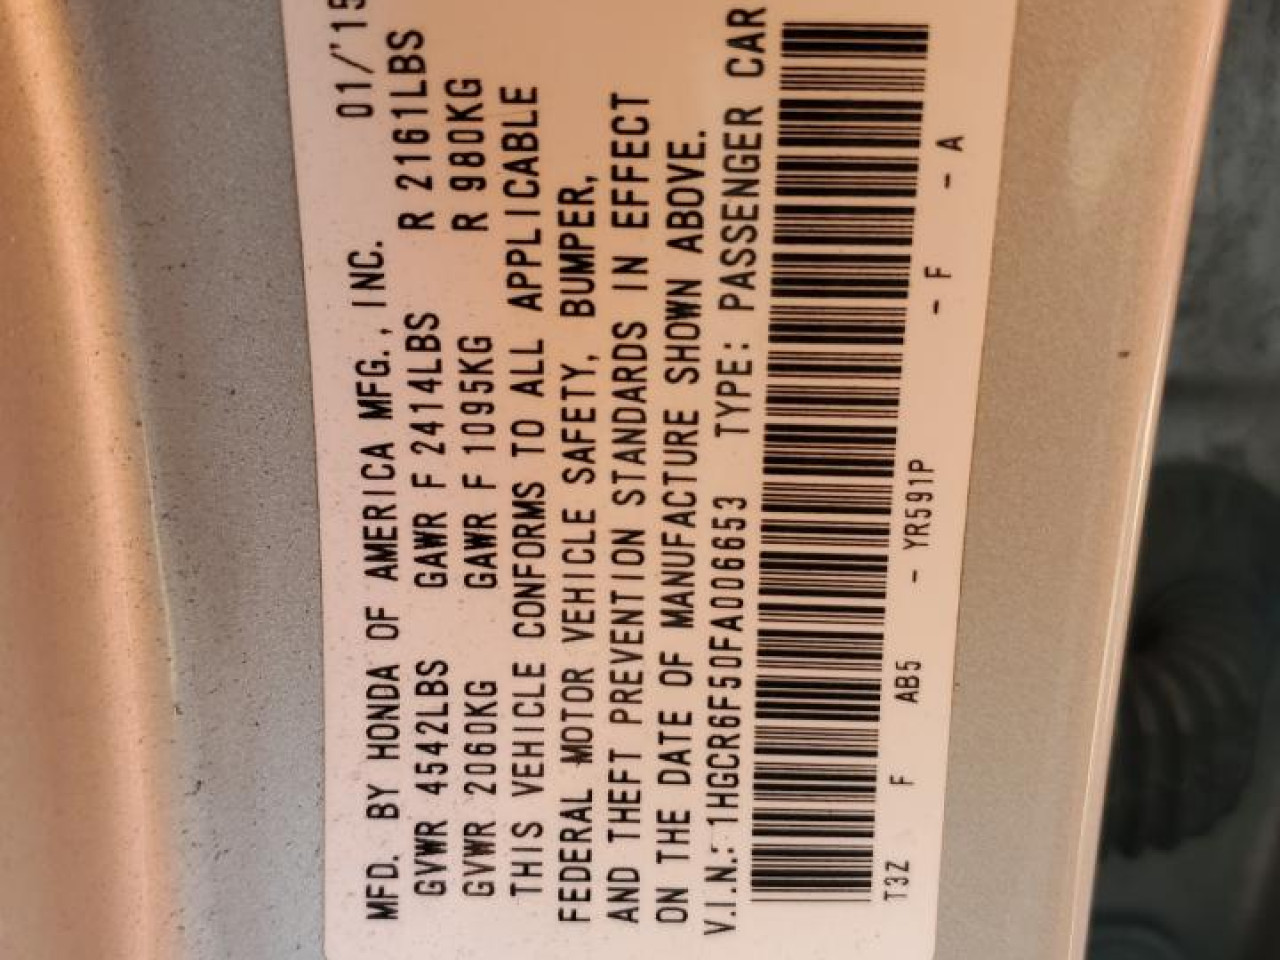 MFD. BY HONDA OF AMERICA MFG., INC. 01/'15
GVWR 4542LBS GAWR F 2414LBS R 2161LBS
GVWR 2060KG GAWR F 1095KG R 980KG
THIS VEHICLE CONFORMS TO ALL APPLICABLE
FEDERAL MOTOR VEHICLE SAFETY, BUMPER,
AND THEFT PREVENTION STANDARDS IN EFFECT
ON THE DATE OF MANUFACTURE SHOWN ABOVE.
V.I.N.: 1HGCR6F50FA006653 TYPE: PASSENGER CAR
T3Z F AB5 - YR591P - F - A